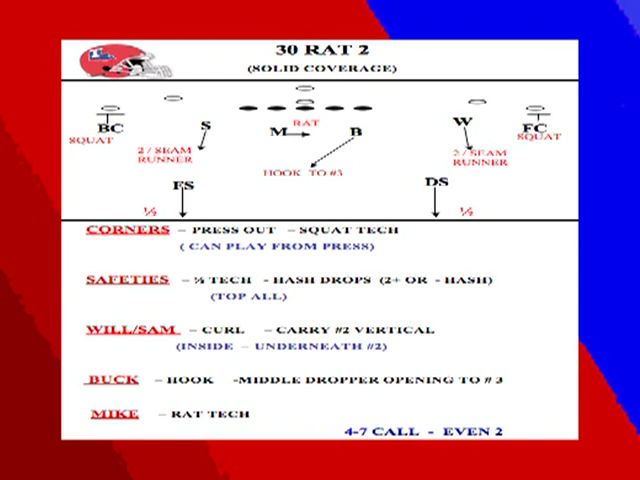 30 RAT 2
(SOLID COVERAGE)
BC
SQUAT
S
2 / SEAM
RUNNER
M
RAT
B
HOOK TO #3
W
2 / SEAM
RUNNER
FC
SQUAT
FS
DS
½
½
CORNERS – PRESS OUT – SQUAT TECH
( CAN PLAY FROM PRESS)
SAFETIES – ½ TECH - HASH DROPS (2+ OR - HASH)
(TOP ALL)
WILL/SAM – CURL – CARRY #2 VERTICAL
(INSIDE – UNDERNEATH #2)
BUCK – HOOK -MIDDLE DROPPER OPENING TO # 3
MIKE – RAT TECH
4-7 CALL - EVEN 2